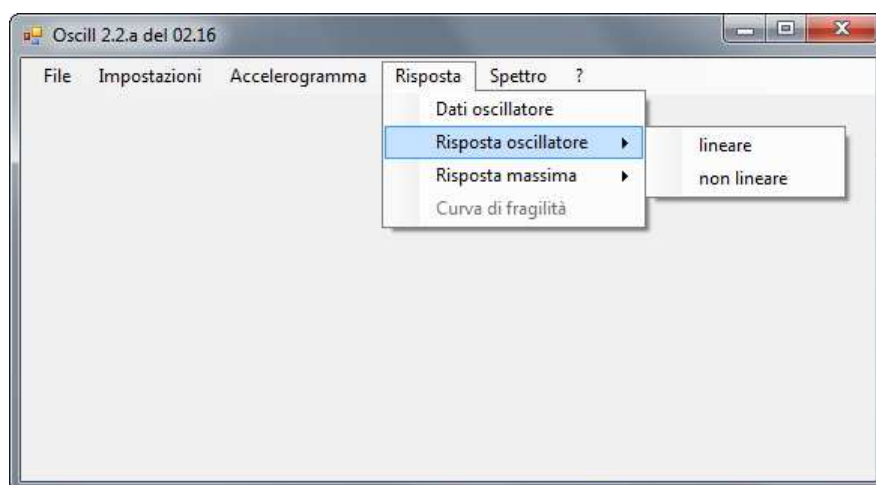 Oscill 2.2.a del 02.16
File Impostazioni Accelerogramma Risposta Spettro ?
Dati oscillatore
Risposta oscillatore
lineare
Risposta massima
non lineare
Curva di fragilità